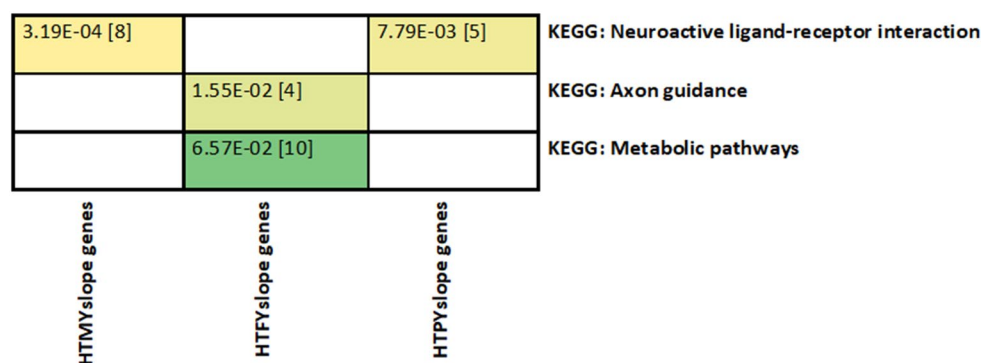 3.19E-04 [8] 7.79E-03 [5] KEGG: Neuroactive ligand-receptor interaction
1.55E-02 [4] KEGG: Axon guidance
6.57E-02 [10] KEGG: Metabolic pathways
HTMYslope genes
HTFYslope genes
HTPYslope genes